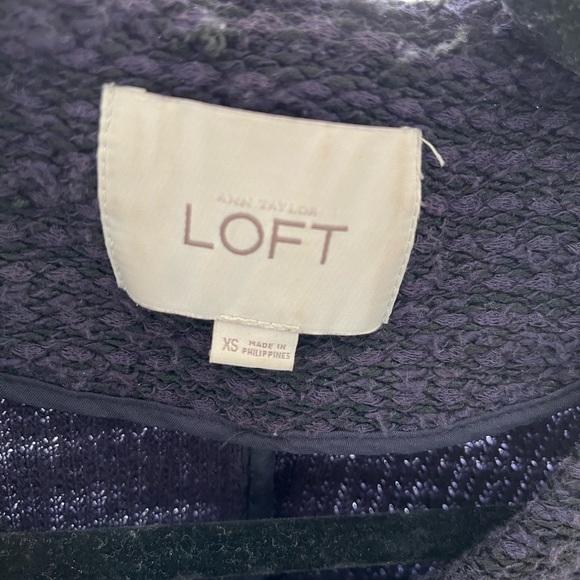 ANN TAYLOR
LOFT
XS
MADE IN
PHILIPPINES